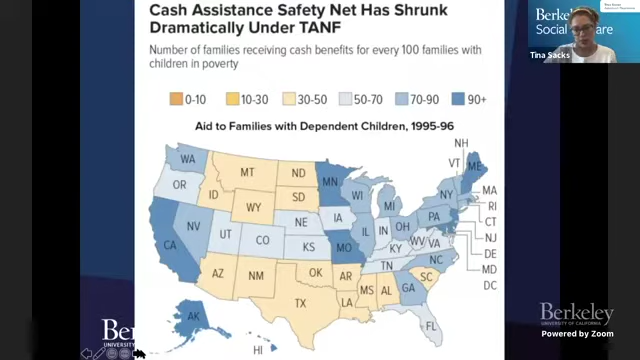 Cash Assistance Safety Net Has Shrunk
Dramatically Under TANF
Number of families receiving cash benefits for every 100 families with
children in poverty
0-10 10-30 30-50 50-70 70-90 90+
Aid to Families with Dependent Children, 1995-96
NH
WA MT ND MN VT ME
OR ID SD WI MI NY MA
WY RI
NV UT NE IA IL IN OH PA CT
CA CO KS MO KY WV VA NJ
AZ NM OK AR TN NC DE
MS AL GA SC MD
TX LA DC
AK FL
HI
Berkeley
Social
Tina Sacks
Ber
UNIVERSITY
Berkeley
UNIVERSITY OF CALIFORNIA
Powered by Zoom